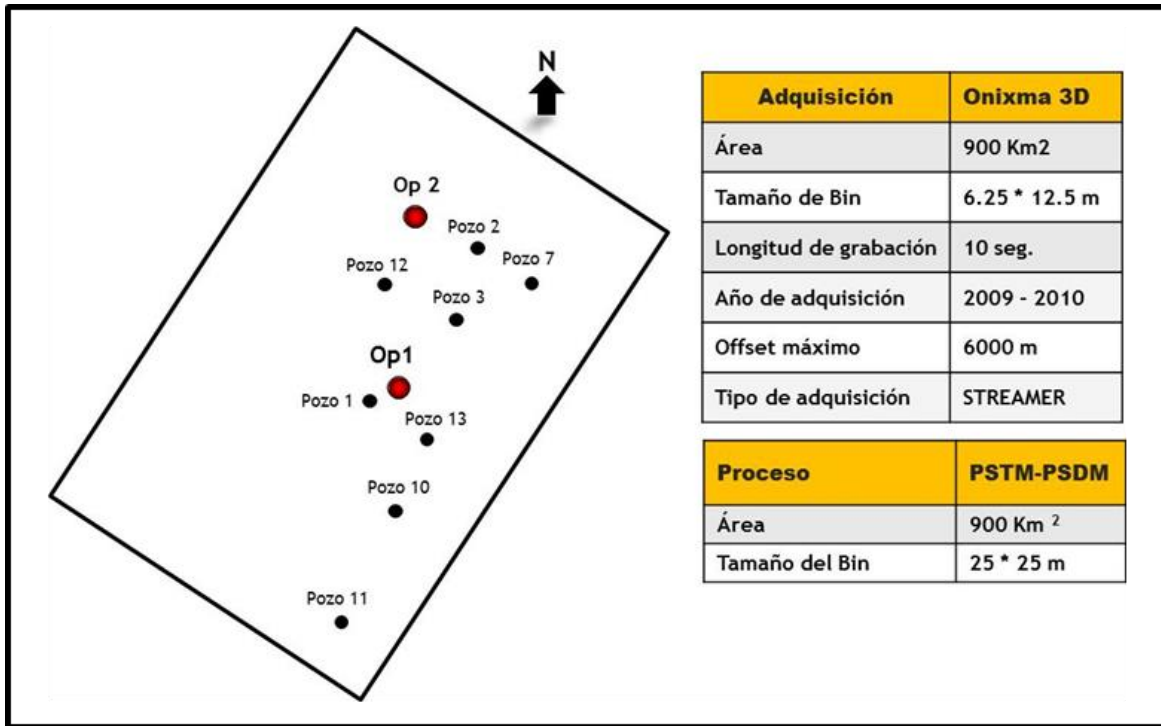 N
Op 2
Pozo 2
Pozo 7
Pozo 12
Pozo 3
Op1
Pozo 1
Pozo 13
Pozo 10
Pozo 11
Adquisición Onixma 3D
Área 900 Km2
Tamaño de Bin 6.25 * 12.5 m
Longitud de grabación 10 seg.
Año de adquisición 2009 - 2010
Offset máximo 6000 m
Tipo de adquisición STREAMER
Proceso PSTM-PSDM
Área 900 Km ²
Tamaño del Bin 25 * 25 m